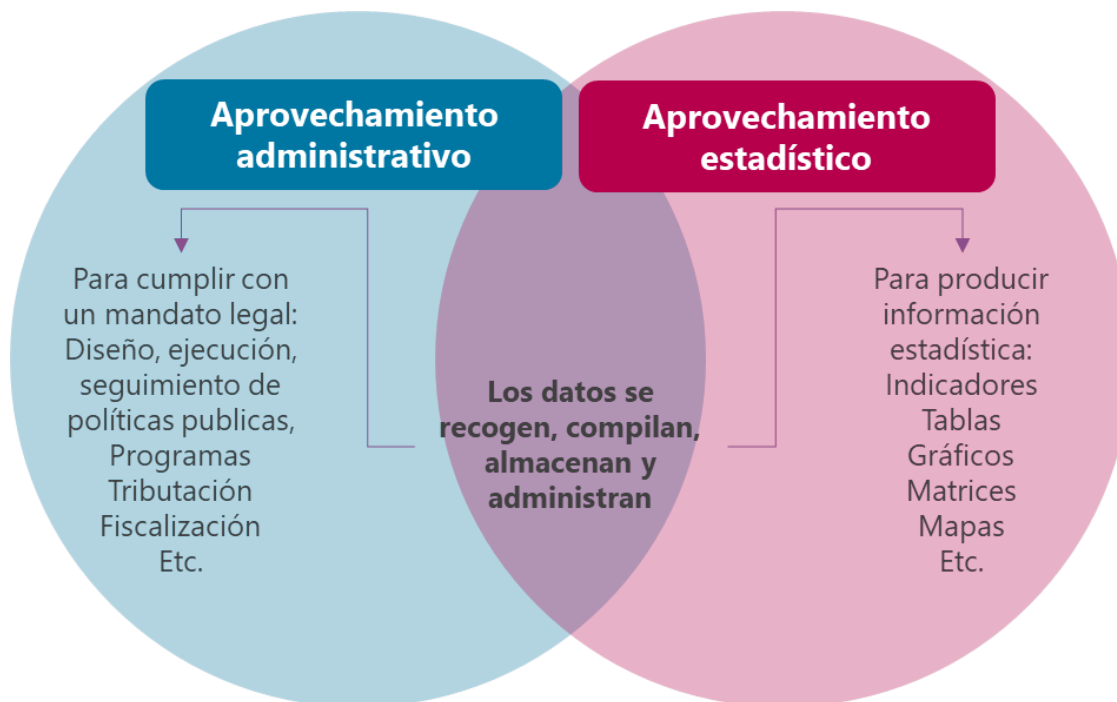 Aprovechamiento
administrativo
Aprovechamiento
estadístico
Para cumplir con
un mandato legal:
Diseño, ejecución,
seguimiento de
políticas publicas,
Programas
Tributación
Fiscalización
Etc.
Los datos se
recogen, compilan,
almacenan y
administran
Para producir
información
estadística:
Indicadores
Tablas
Gráficos
Matrices
Mapas
Etc.